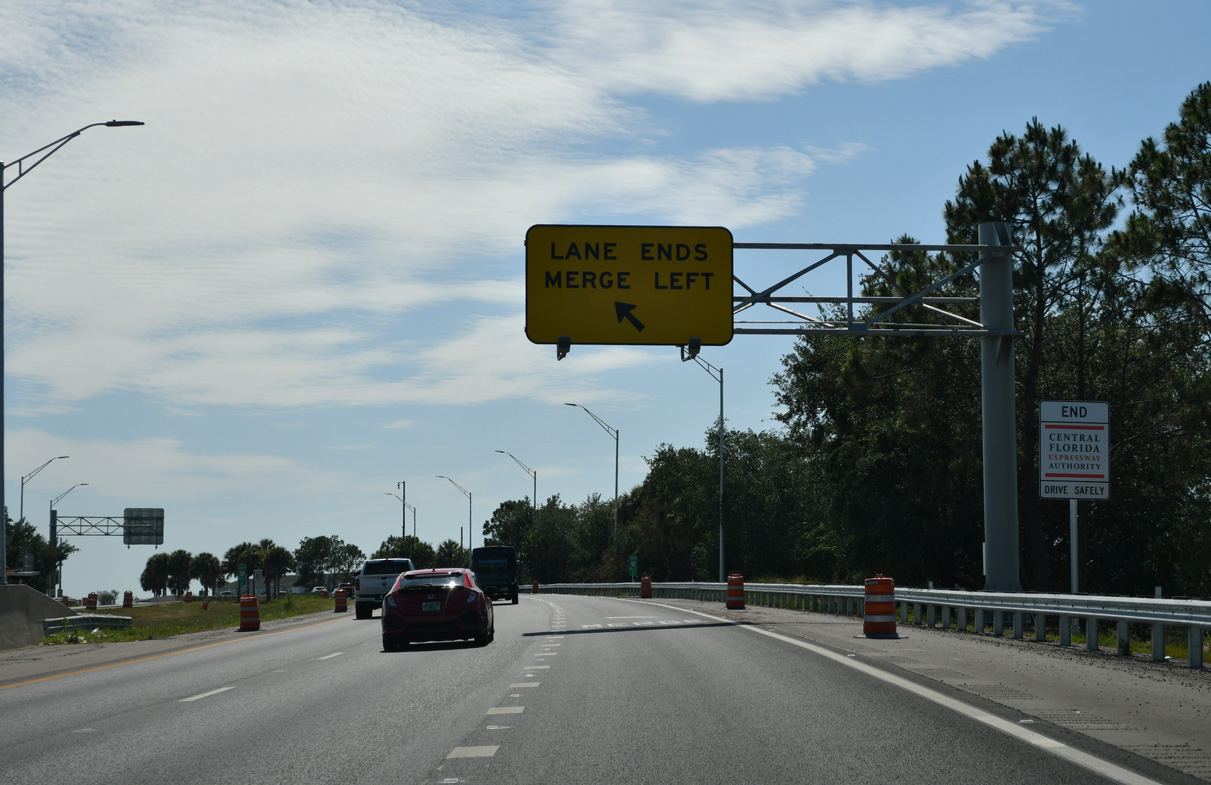 LANE ENDS
MERGE LEFT
END
CENTRAL
FLORIDA
EXPRESSWAY
AUTHORITY
DRIVE SAFELY